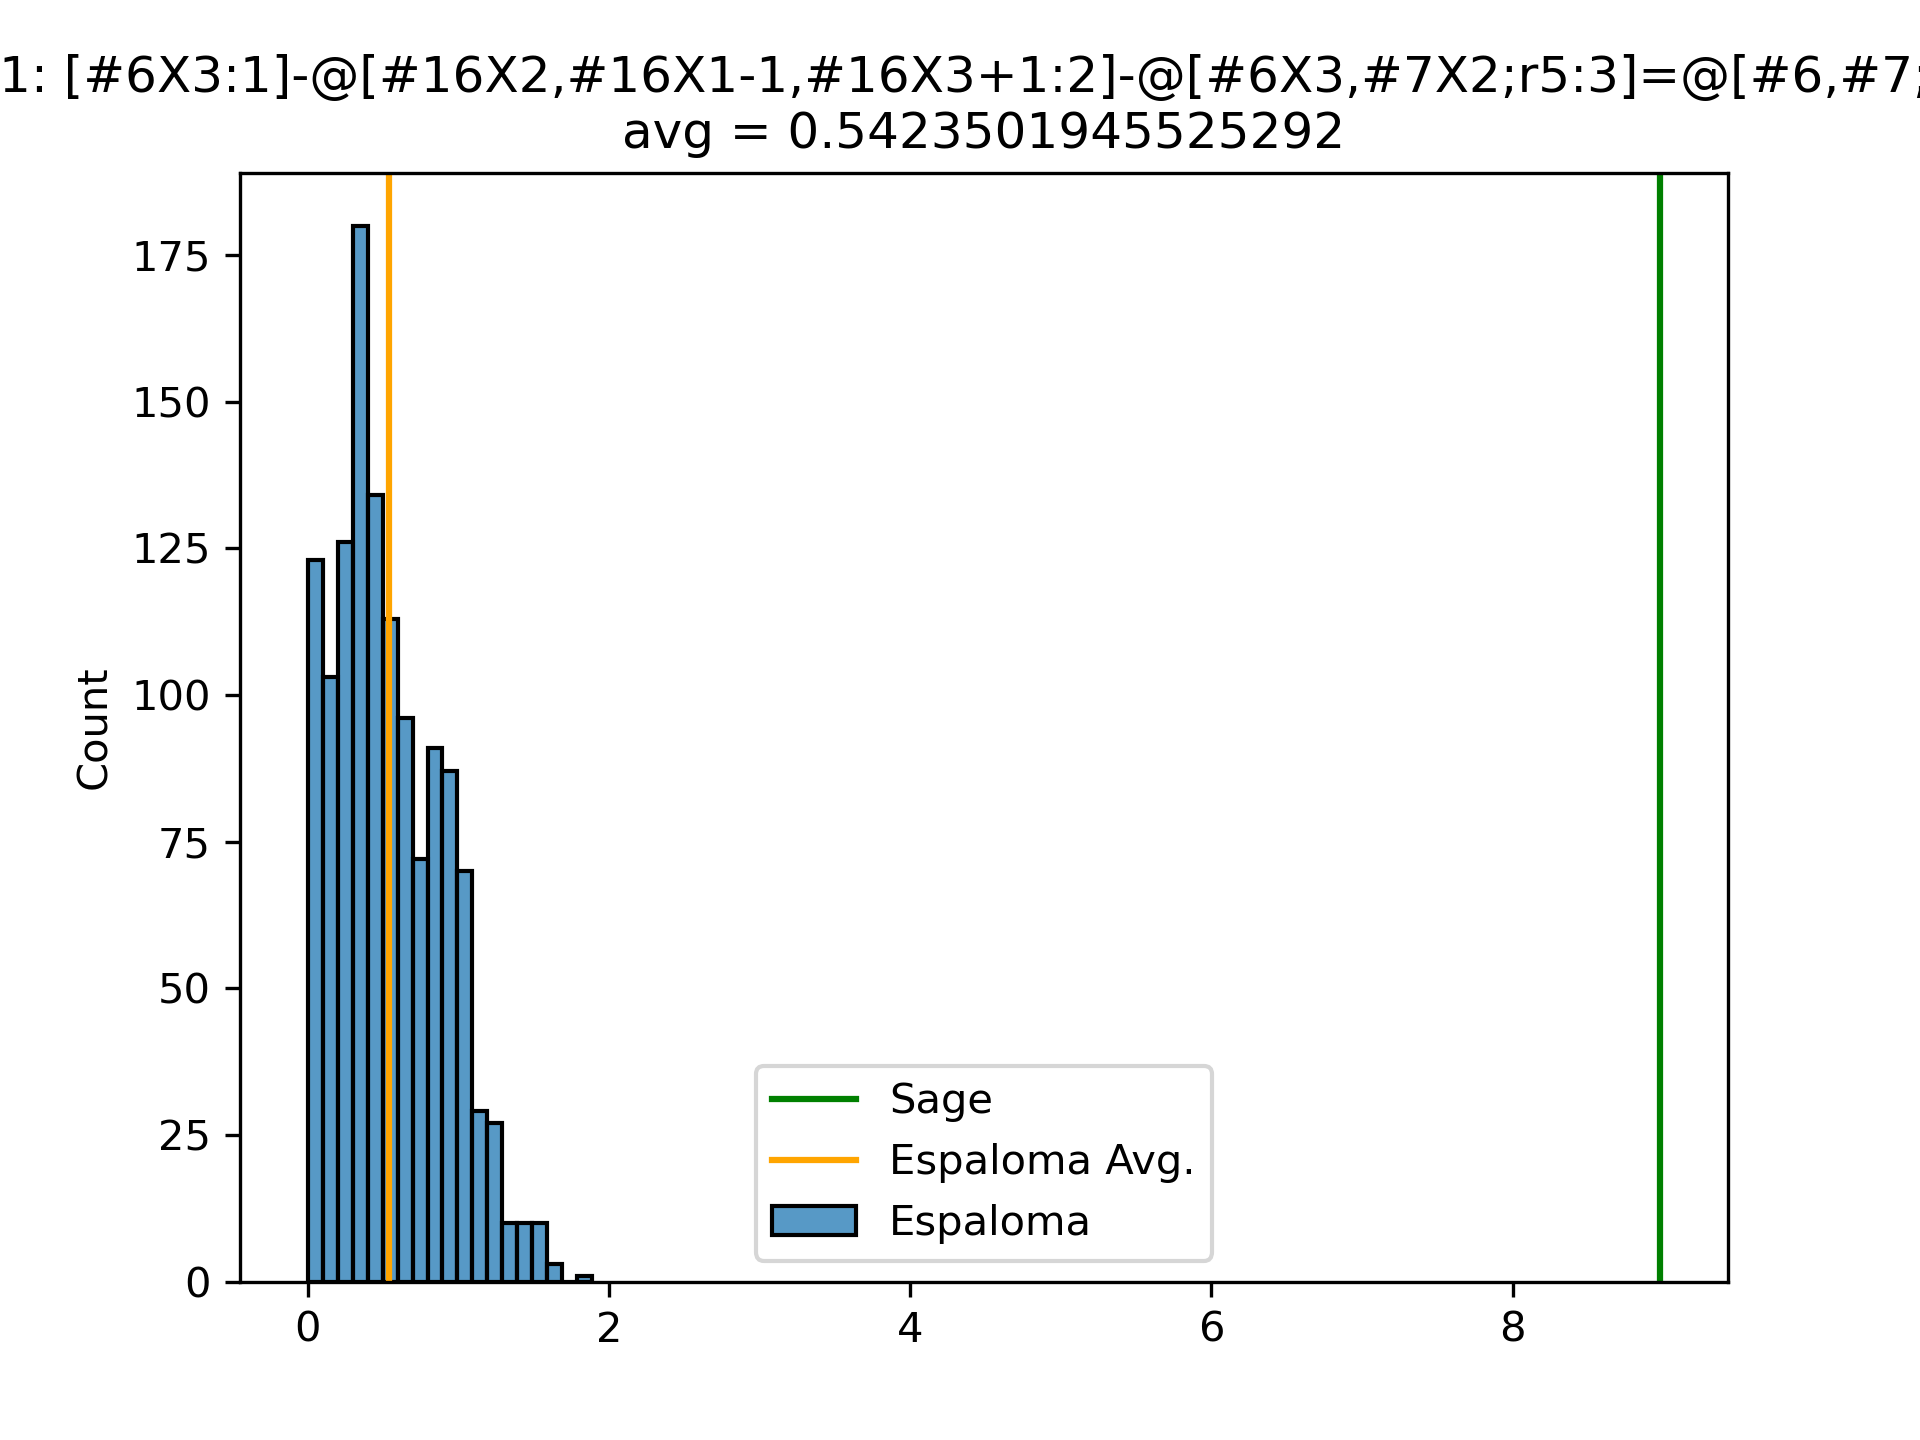 1: [#6X3:1]-@[#16X2,#16X1-1,#16X3+1:2]-@[#6X3,#7X2;r5:3]=@[#6,#7;
avg = 0.5423501945525292
175
150
125
100
75
50
25
0
Count
Sage
Espaloma Avg.
Espaloma
0 2 4 6 8